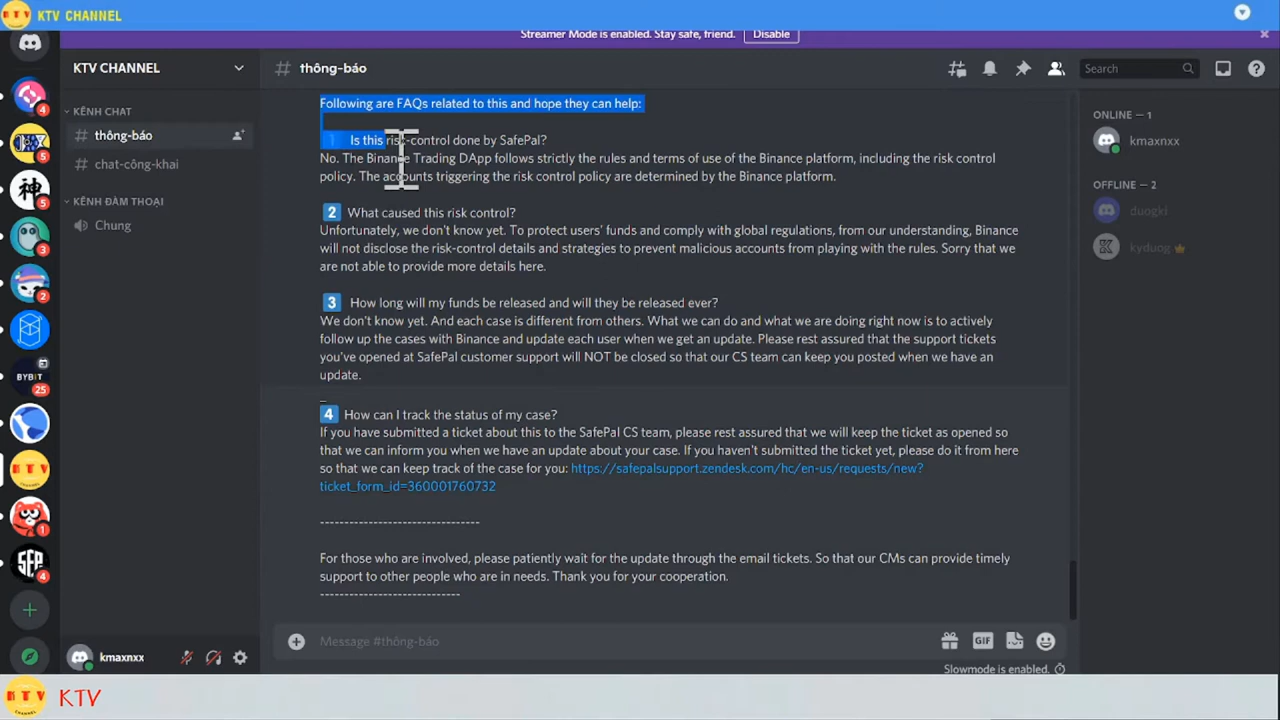 KTV CHANNEL
Streamer Mode is enabled. Stay safe, friend. Disable
KTV CHANNEL
# thông-báo
Search
KÊNH CHAT
# thông-báo
# chat-công-khai
KÊNH ĐÀM THOẠI
Chung
Following are FAQs related to this and hope they can help:
1 Is this risk-control done by SafePal?
No. The Binance Trading DApp follows strictly the rules and terms of use of the Binance platform, including the risk control
policy. The accounts triggering the risk control policy are determined by the Binance platform.
2 What caused this risk control?
Unfortunately, we don't know yet. To protect users' funds and comply with global regulations, from our understanding, Binance
will not disclose the risk-control details and strategies to prevent malicious accounts from playing with the rules. Sorry that we
are not able to provide more details here.
3 How long will my funds be released and will they be released ever?
We don't know yet. And each case is different from others. What we can do and what we are doing right now is to actively
follow up the cases with Binance and update each user when we get an update. Please rest assured that the support tickets
you've opened at SafePal customer support will NOT be closed so that our CS team can keep you posted when we have an
update.
_
4 How can I track the status of my case?
If you have submitted a ticket about this to the SafePal CS team, please rest assured that we will keep the ticket as opened so
that we can inform you when we have an update about your case. If you haven't submitted the ticket yet, please do it from here
so that we can keep track of the case for you: https://safepalsupport.zendesk.com/hc/en-us/requests/new?
ticket_form_id=360001760732
--------------------------------
For those who are involved, please patiently wait for the update through the email tickets. So that our CMs can provide timely
support to other people who are in needs. Thank you for your cooperation.
----------------------------
Message #thông-báo
GIF
Slowmode is enabled.
ONLINE — 1
kmaxnxx
OFFLINE — 2
duogki
kyduog
4
5
神
5
3
2
BYBIT
25
KTV
1
SFP
4
kmaxnxx
KTV
KTV